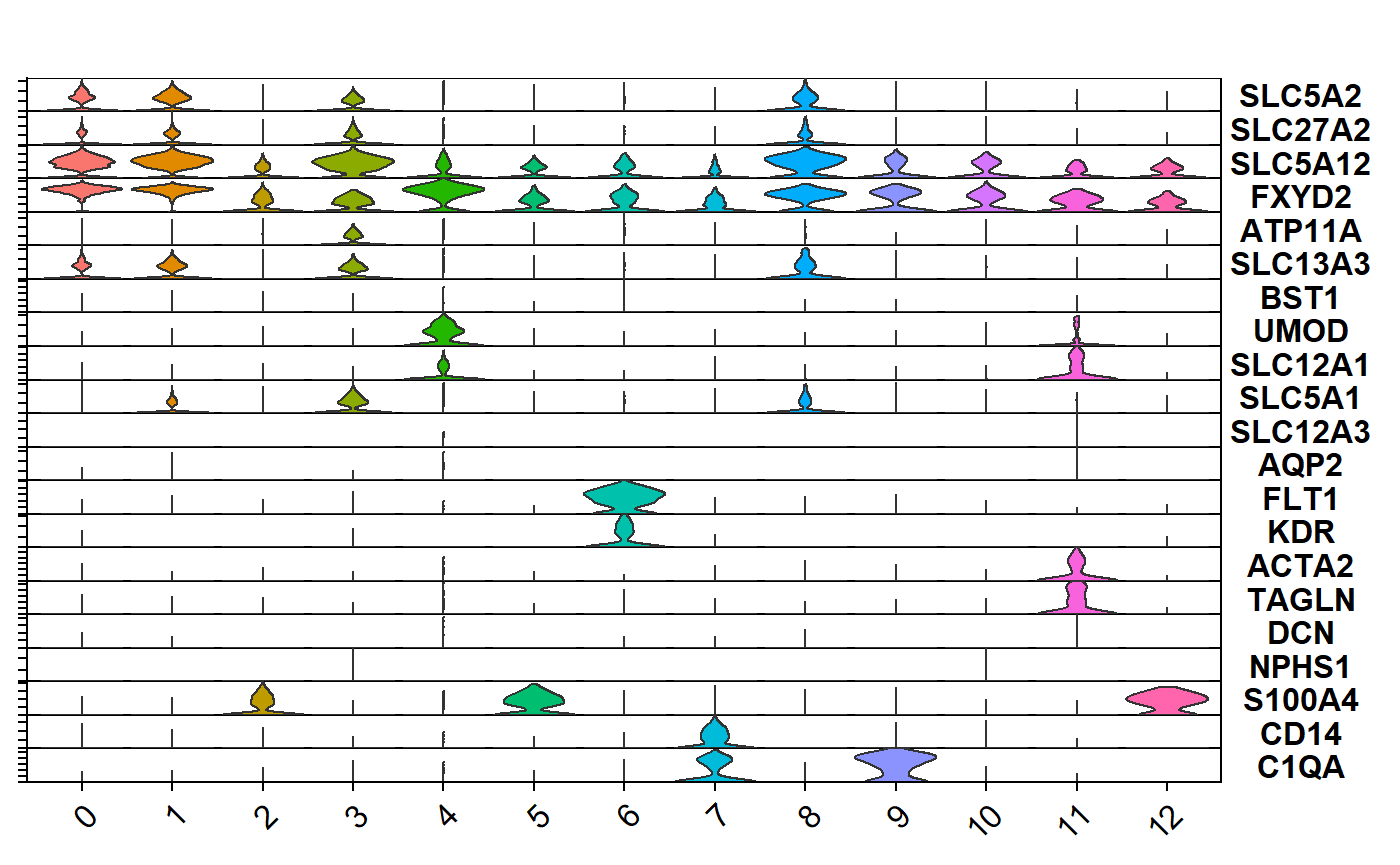 SLC5A2
SLC27A2
SLC5A12
FXYD2
ATP11A
SLC13A3
BST1
UMOD
SLC12A1
SLC5A1
SLC12A3
AQP2
FLT1
KDR
ACTA2
TAGLN
DCN
NPHS1
S100A4
CD14
C1QA
0 1 2 3 4 5 6 7 8 9 10 11 12